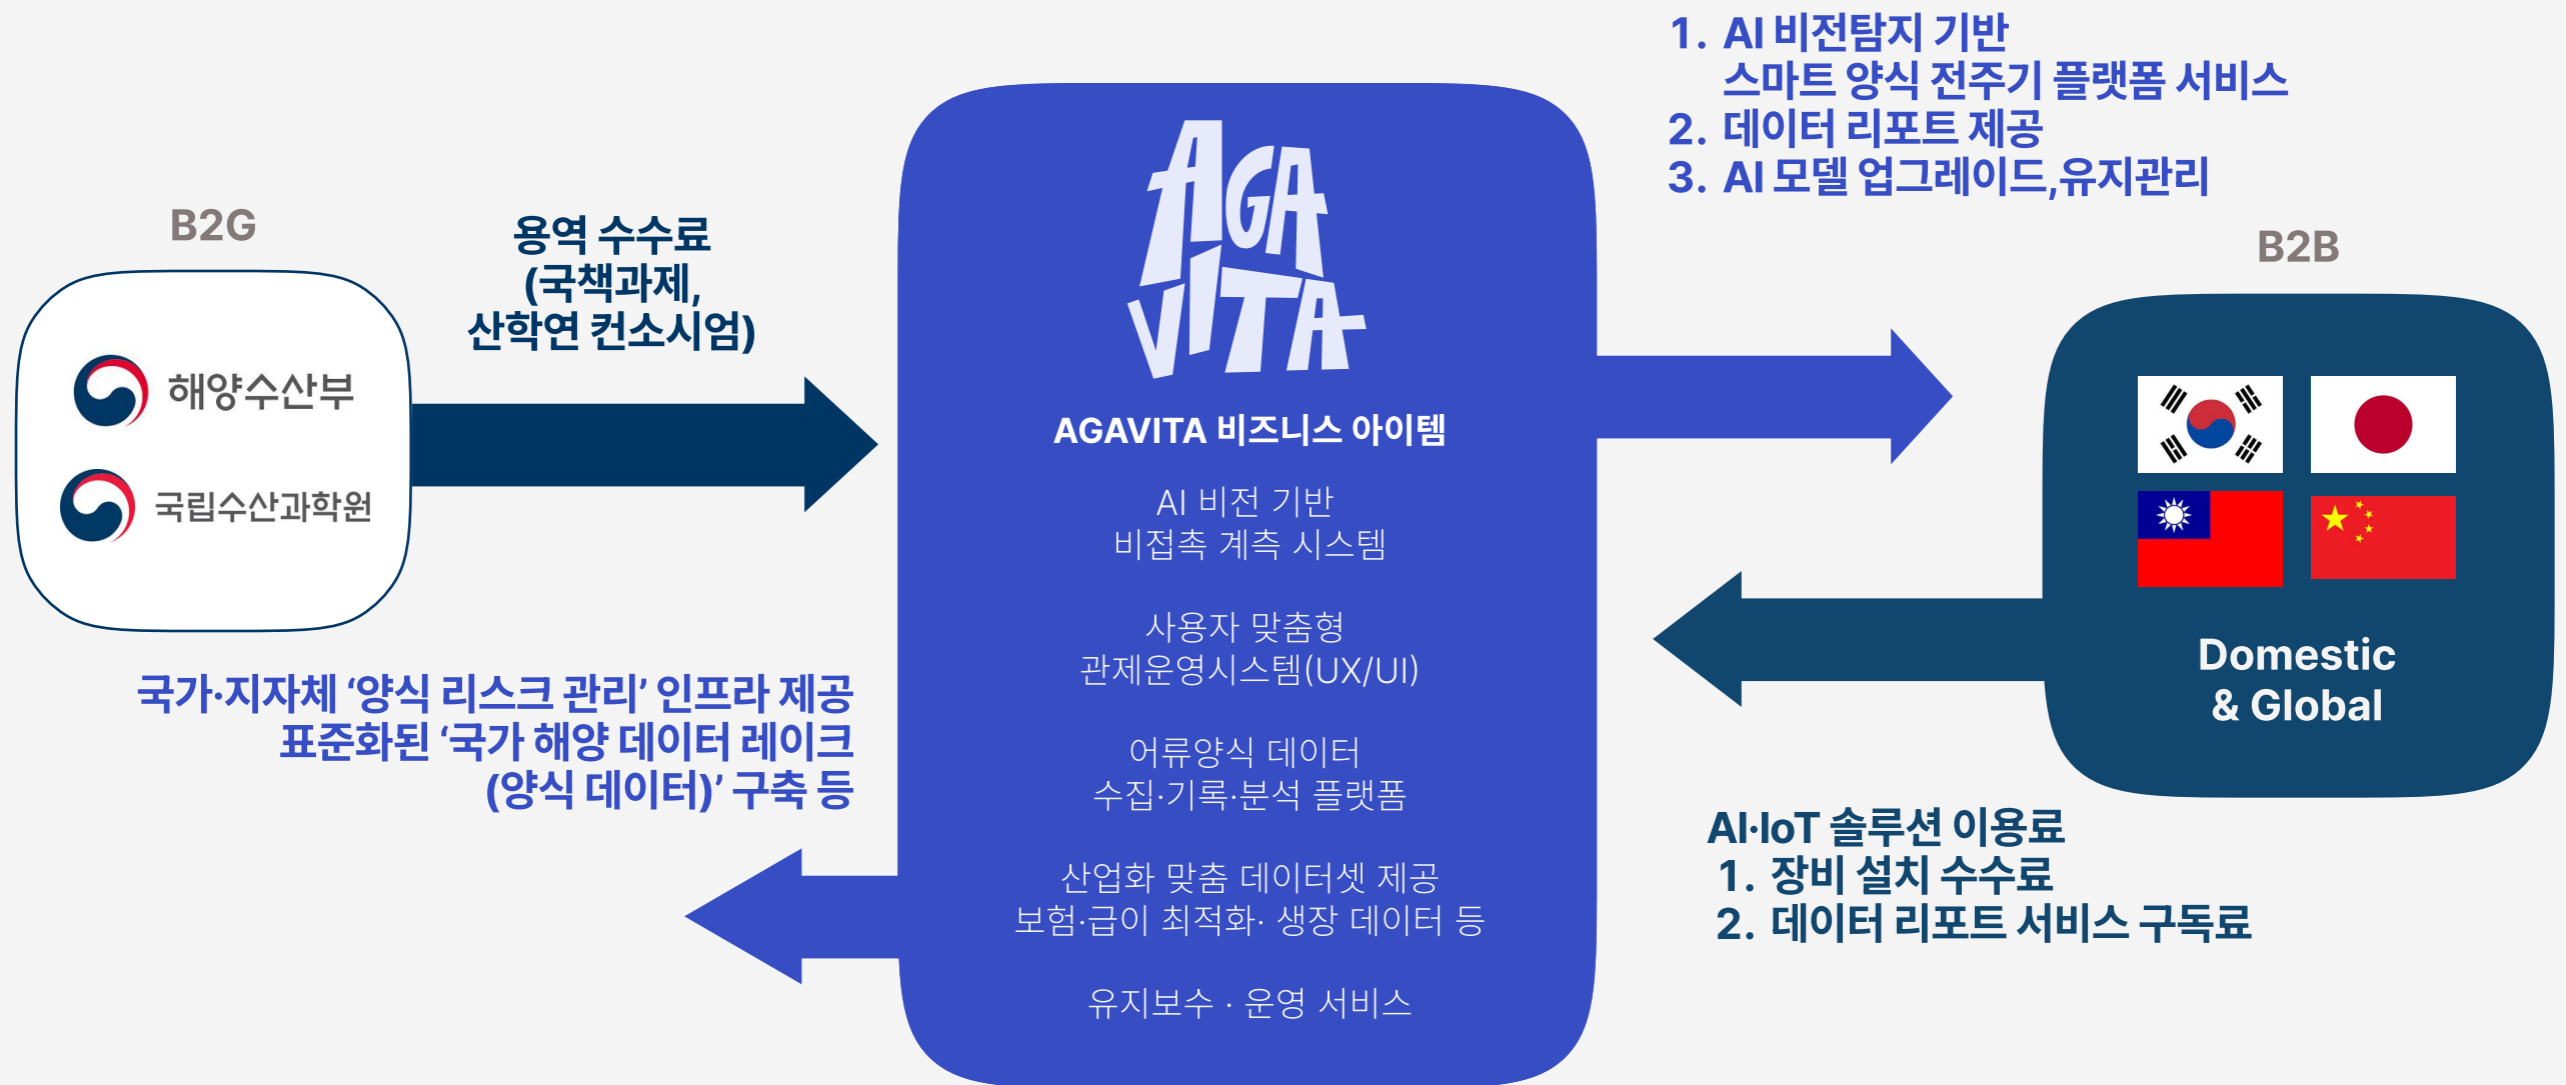 B2G
해양수산부
국립수산과학원
용역 수수료
(국책과제,
산학연 컨소시엄)
국가·지자체 ‘양식 리스크 관리’ 인프라 제공
표준화된 ‘국가 해양 데이터 레이크
(양식 데이터)’ 구축 등
AGA
VITA
AGAVITA 비즈니스 아이템
AI 비전 기반
비접촉 계측 시스템
사용자 맞춤형
관제운영시스템(UX/UI)
어류양식 데이터
수집·기록·분석 플랫폼
산업화 맞춤 데이터셋 제공
보험·급이 최적화· 생장 데이터 등
유지보수 · 운영 서비스
1. AI 비전탐지 기반
스마트 양식 전주기 플랫폼 서비스
2. 데이터 리포트 제공
3. AI 모델 업그레이드,유지관리
B2B
Domestic
& Global
AI·IoT 솔루션 이용료
1. 장비 설치 수수료
2. 데이터 리포트 서비스 구독료